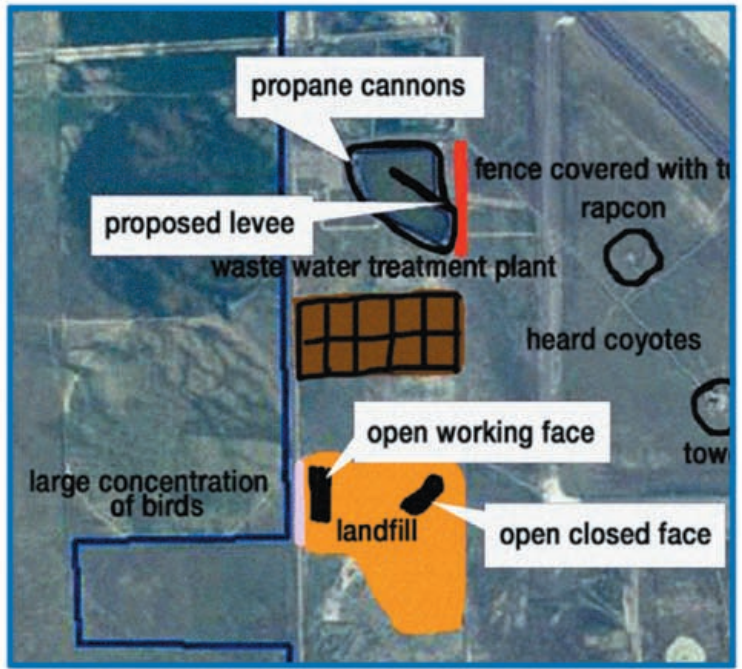 propane cannons
fence covered with
rapcon
proposed levee
waste water treatment plant
heard coyotes
open working face
large concentration
of birds
landfill
open closed face